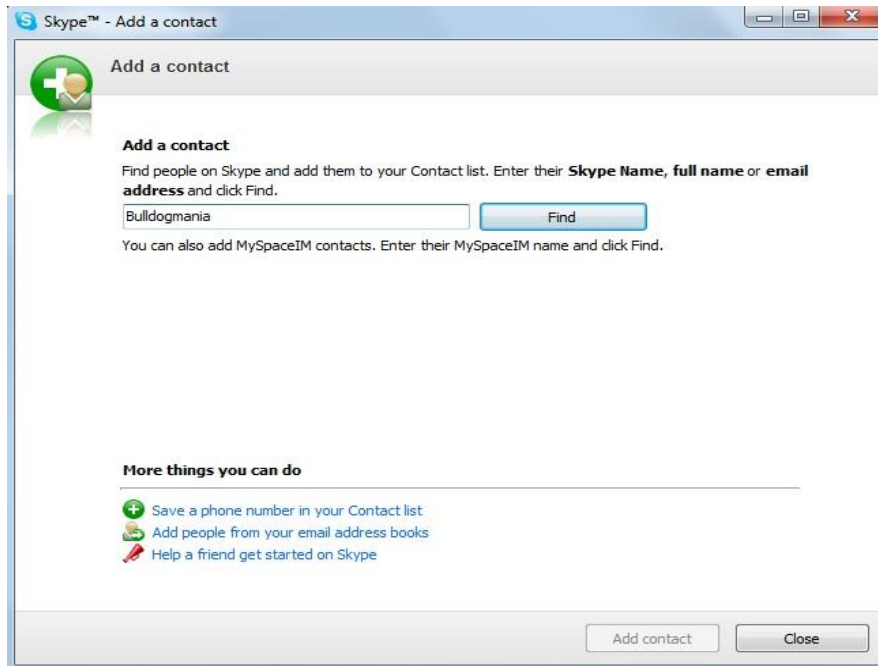 Skype™ - Add a contact
Add a contact
Add a contact
Find people on Skype and add them to your Contact list. Enter their Skype Name, full name or email
address and click Find.
Bulldogmania
Find
You can also add MySpaceIM contacts. Enter their MySpaceIM name and click Find.
More things you can do
Save a phone number in your Contact list
Add people from your email address books
Help a friend get started on Skype
Add contact
Close